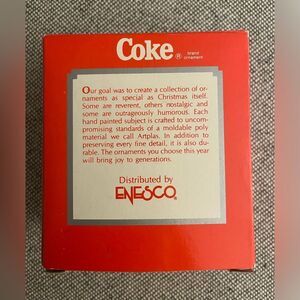 Coke ® brand ornament
Our goal was to create a collection of or-
naments as special as Christmas itself.
Some are reverent, others nostalgic and
some are outrageously humorous. Each
hand painted subject is crafted to uncom-
promising standards of a moldable poly
material we call Artplas. In addition to
preserving every fine detail, it is also du-
rable. The ornaments you choose this year
will bring joy to generations.
Distributed by
ENESCO®